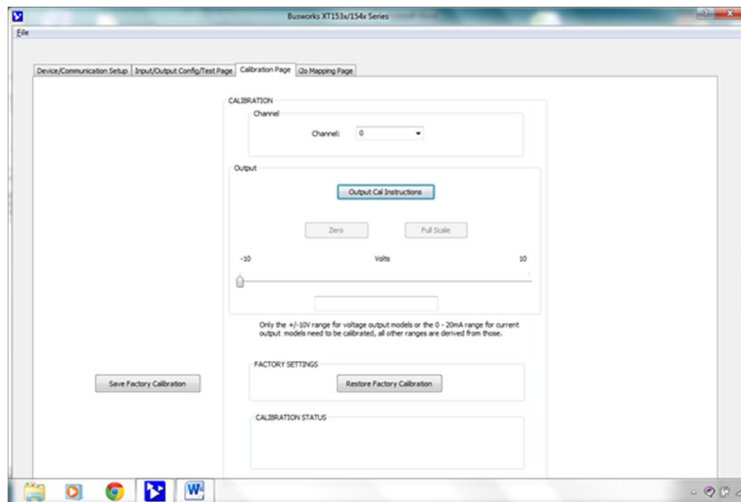 Busworks XT153x/154x Series
File
Device/Communication Setup
Input/Output Config/Test Page
Calibration Page
i2o Mapping Page
CALIBRATION
Channel
Channel:
0
Output
Output Cal Instructions
Zero
Full Scale
-10
Volts
10
Only the +/-10V range for voltage output models or the 0 - 20mA range for current
output models need to be calibrated, all other ranges are derived from those.
FACTORY SETTINGS
Save Factory Calibration
Restore Factory Calibration
CALIBRATION STATUS